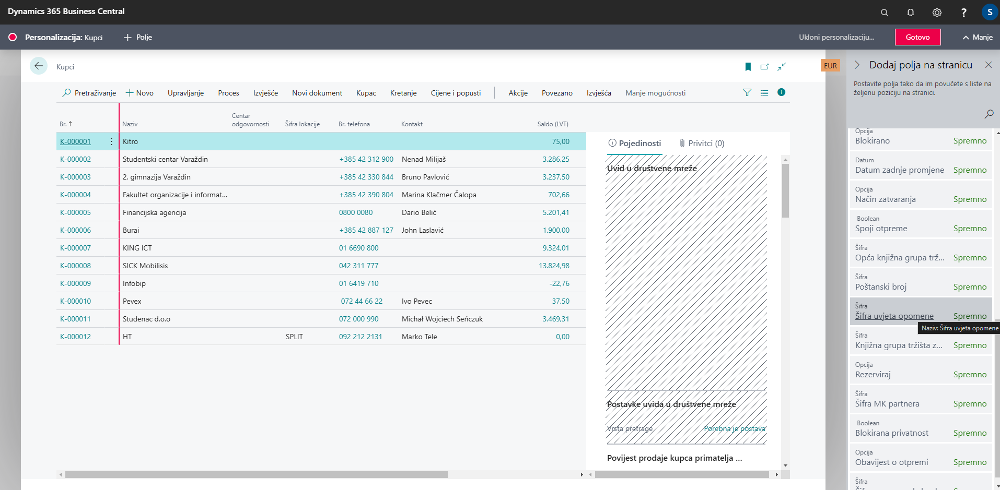 Dynamics 365 Business Central
? S
Personalizacija: Kupci + Polje Ukloni personalizaciju... Gotovo Manje
Kupci
EUR
Pretraživanje + Novo Upravljanje Proces Izvješće Novi dokument Kupac Kretanje Cijene i popusti Akcije Povezano Izvješća Manje mogućnosti
Br. ↑ Naziv Centar odgovornosti Šifra lokacije Br. telefona Kontakt Saldo (LVT)
K-000001 Kitro 75,00
K-000002 Studentski centar Varaždin +385 42 312 900 Nenad Milijaš 3.286,25
K-000003 2. gimnazija Varaždin +385 42 330 844 Bruno Pavlović 3.237,50
K-000004 Fakultet organizacije i informat... +385 42 390 804 Marina Klačmer Čalopa 702,66
K-000005 Financijska agencija 0800 0080 Dario Belić 5.201,41
K-000006 Burai +385 42 887 127 John Laslavić 1.900,00
K-000007 KING ICT 01 6690 800 9.324,01
K-000008 SICK Mobilisis 042 311 777 13.824,98
K-000009 Infobip 01 6419 710 -22,76
K-000010 Pevex 072 44 66 22 Ivo Pevec 37,50
K-000011 Studenac d.o.o 072 000 990 Michał Wojciech Seńczuk 3.469,31
K-000012 HT SPLIT 092 212 2131 Marko Tele 0,00
Pojedinosti Privitci (0)
Uvid u društvene mreže
Postavke uvida u društvene mreže
Vrsta pretrage Porebna je postava
Povijest prodaje kupca primatelja ...
Dodaj polja na stranicu
Postavite polja tako da im povučete s liste na
željenu poziciju na stranici.
Opcija
Blokirano Spremno
Datum
Datum zadnje promjene Spremno
Opcija
Način zatvaranja Spremno
Boolean
Spoji otpreme Spremno
Šifra
Opća knjižna grupa trž... Spremno
Šifra
Poštanski broj Spremno
Šifra
Šifra uvjeta opomene Spremno
Naziv: Šifra uvjeta opomene
Šifra
Knjižna grupa tržišta z... Spremno
Opcija
Rezerviraj Spremno
Šifra
Šifra MK partnera Spremno
Boolean
Blokirana privatnost Spremno
Opcija
Obavijest o otpremi Spremno
Šifra